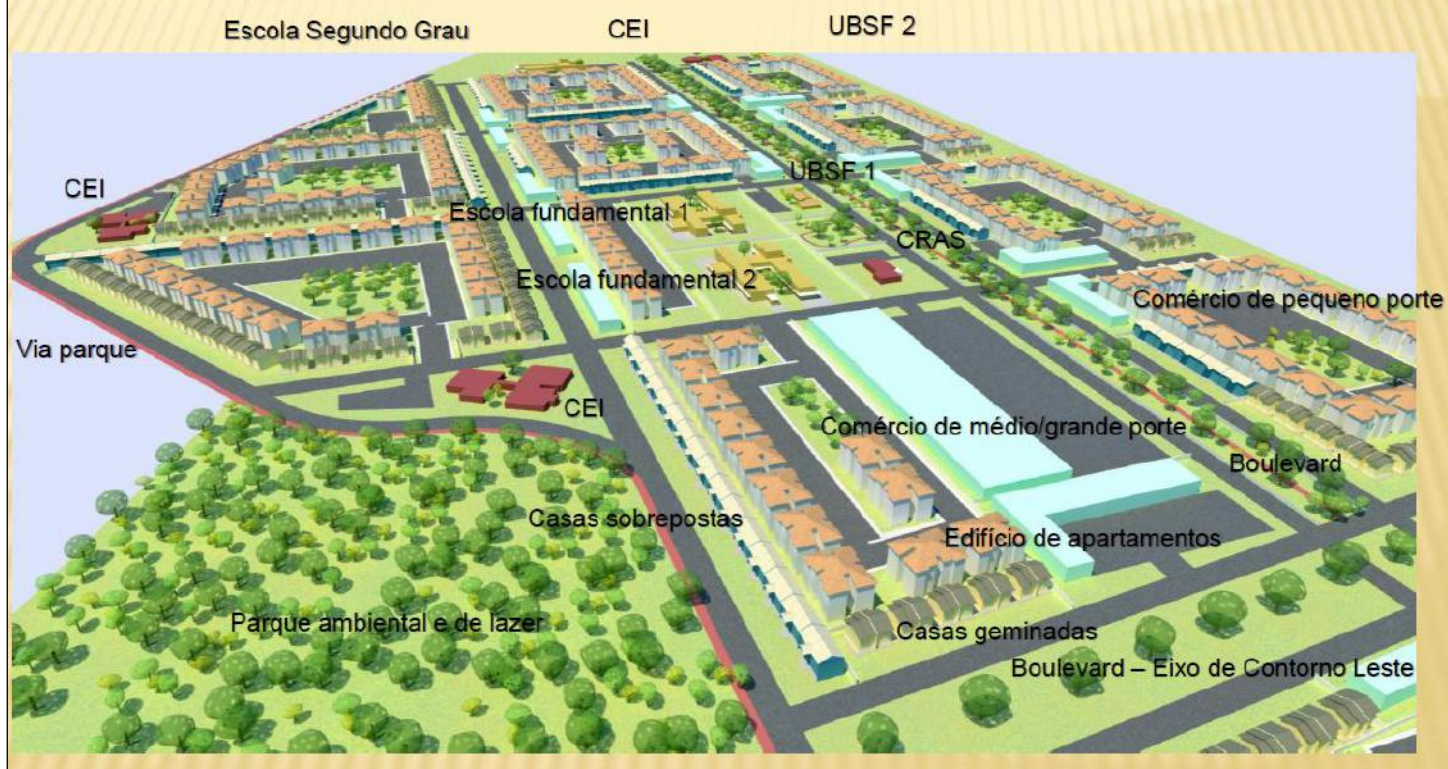 Escola Segundo Grau
CEI
UBSF 2
CEI
UBSF 1
Escola fundamental 1
CRAS
Escola fundamental 2
Comércio de pequeno porte
Via parque
CEI
Comércio de médio/grande porte
Boulevard
Casas sobrepostas
Edifício de apartamentos
Parque ambiental e de lazer
Casas geminadas
Boulevard – Eixo de Contorno Leste